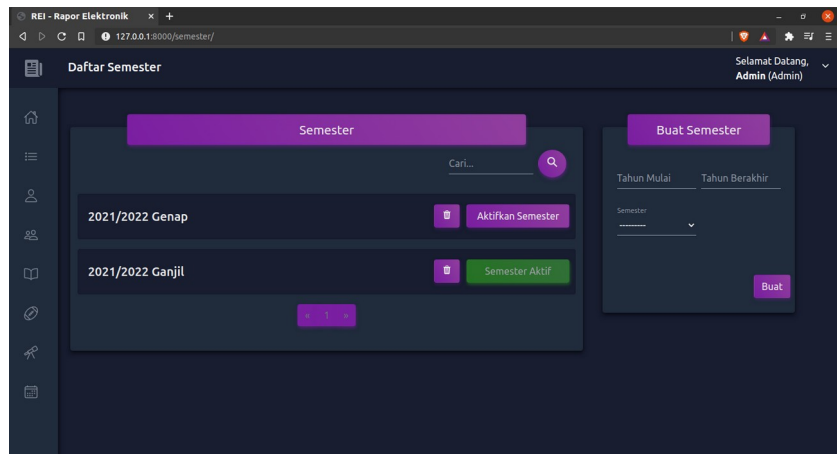 REI - Rapor Elektronik
127.0.0.1:8000/semester/
Daftar Semester
Selamat Datang,
Admin (Admin)
Semester
Cari...
2021/2022 Genap
Aktifkan Semester
2021/2022 Ganjil
Semester Aktif
« 1 »
Buat Semester
Tahun Mulai
Tahun Berakhir
Semester
---------
Buat